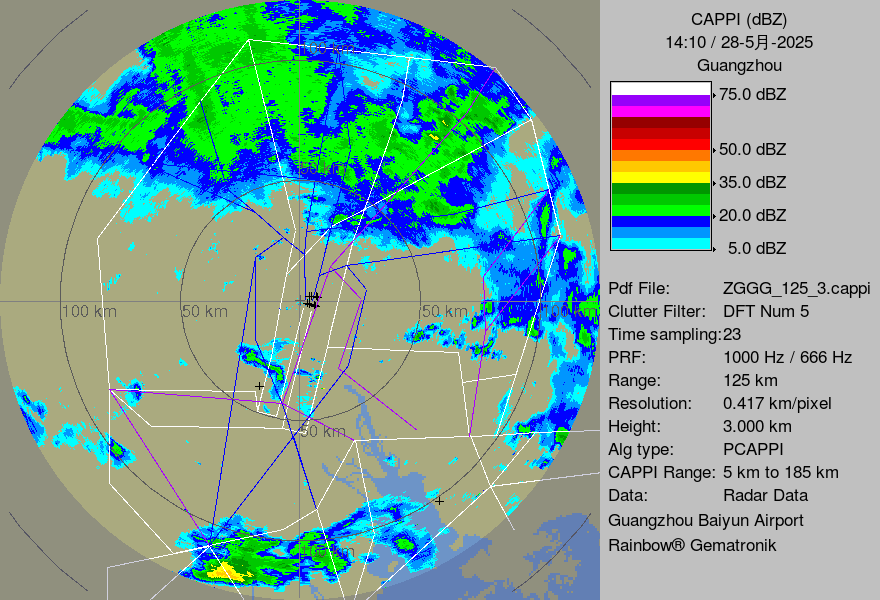 CAPPI (dBZ)
14:10 / 28-5月-2025
Guangzhou
75.0 dBZ
50.0 dBZ
35.0 dBZ
20.0 dBZ
5.0 dBZ
Pdf File: ZGGG_125_3.cappi
Clutter Filter: DFT Num 5
Time sampling:23
PRF: 1000 Hz / 666 Hz
Range: 125 km
Resolution: 0.417 km/pixel
Height: 3.000 km
Alg type: PCAPPI
CAPPI Range: 5 km to 185 km
Data: Radar Data
Guangzhou Baiyun Airport
Rainbow® Gematronik
100 km
50 km
50 km
50 km